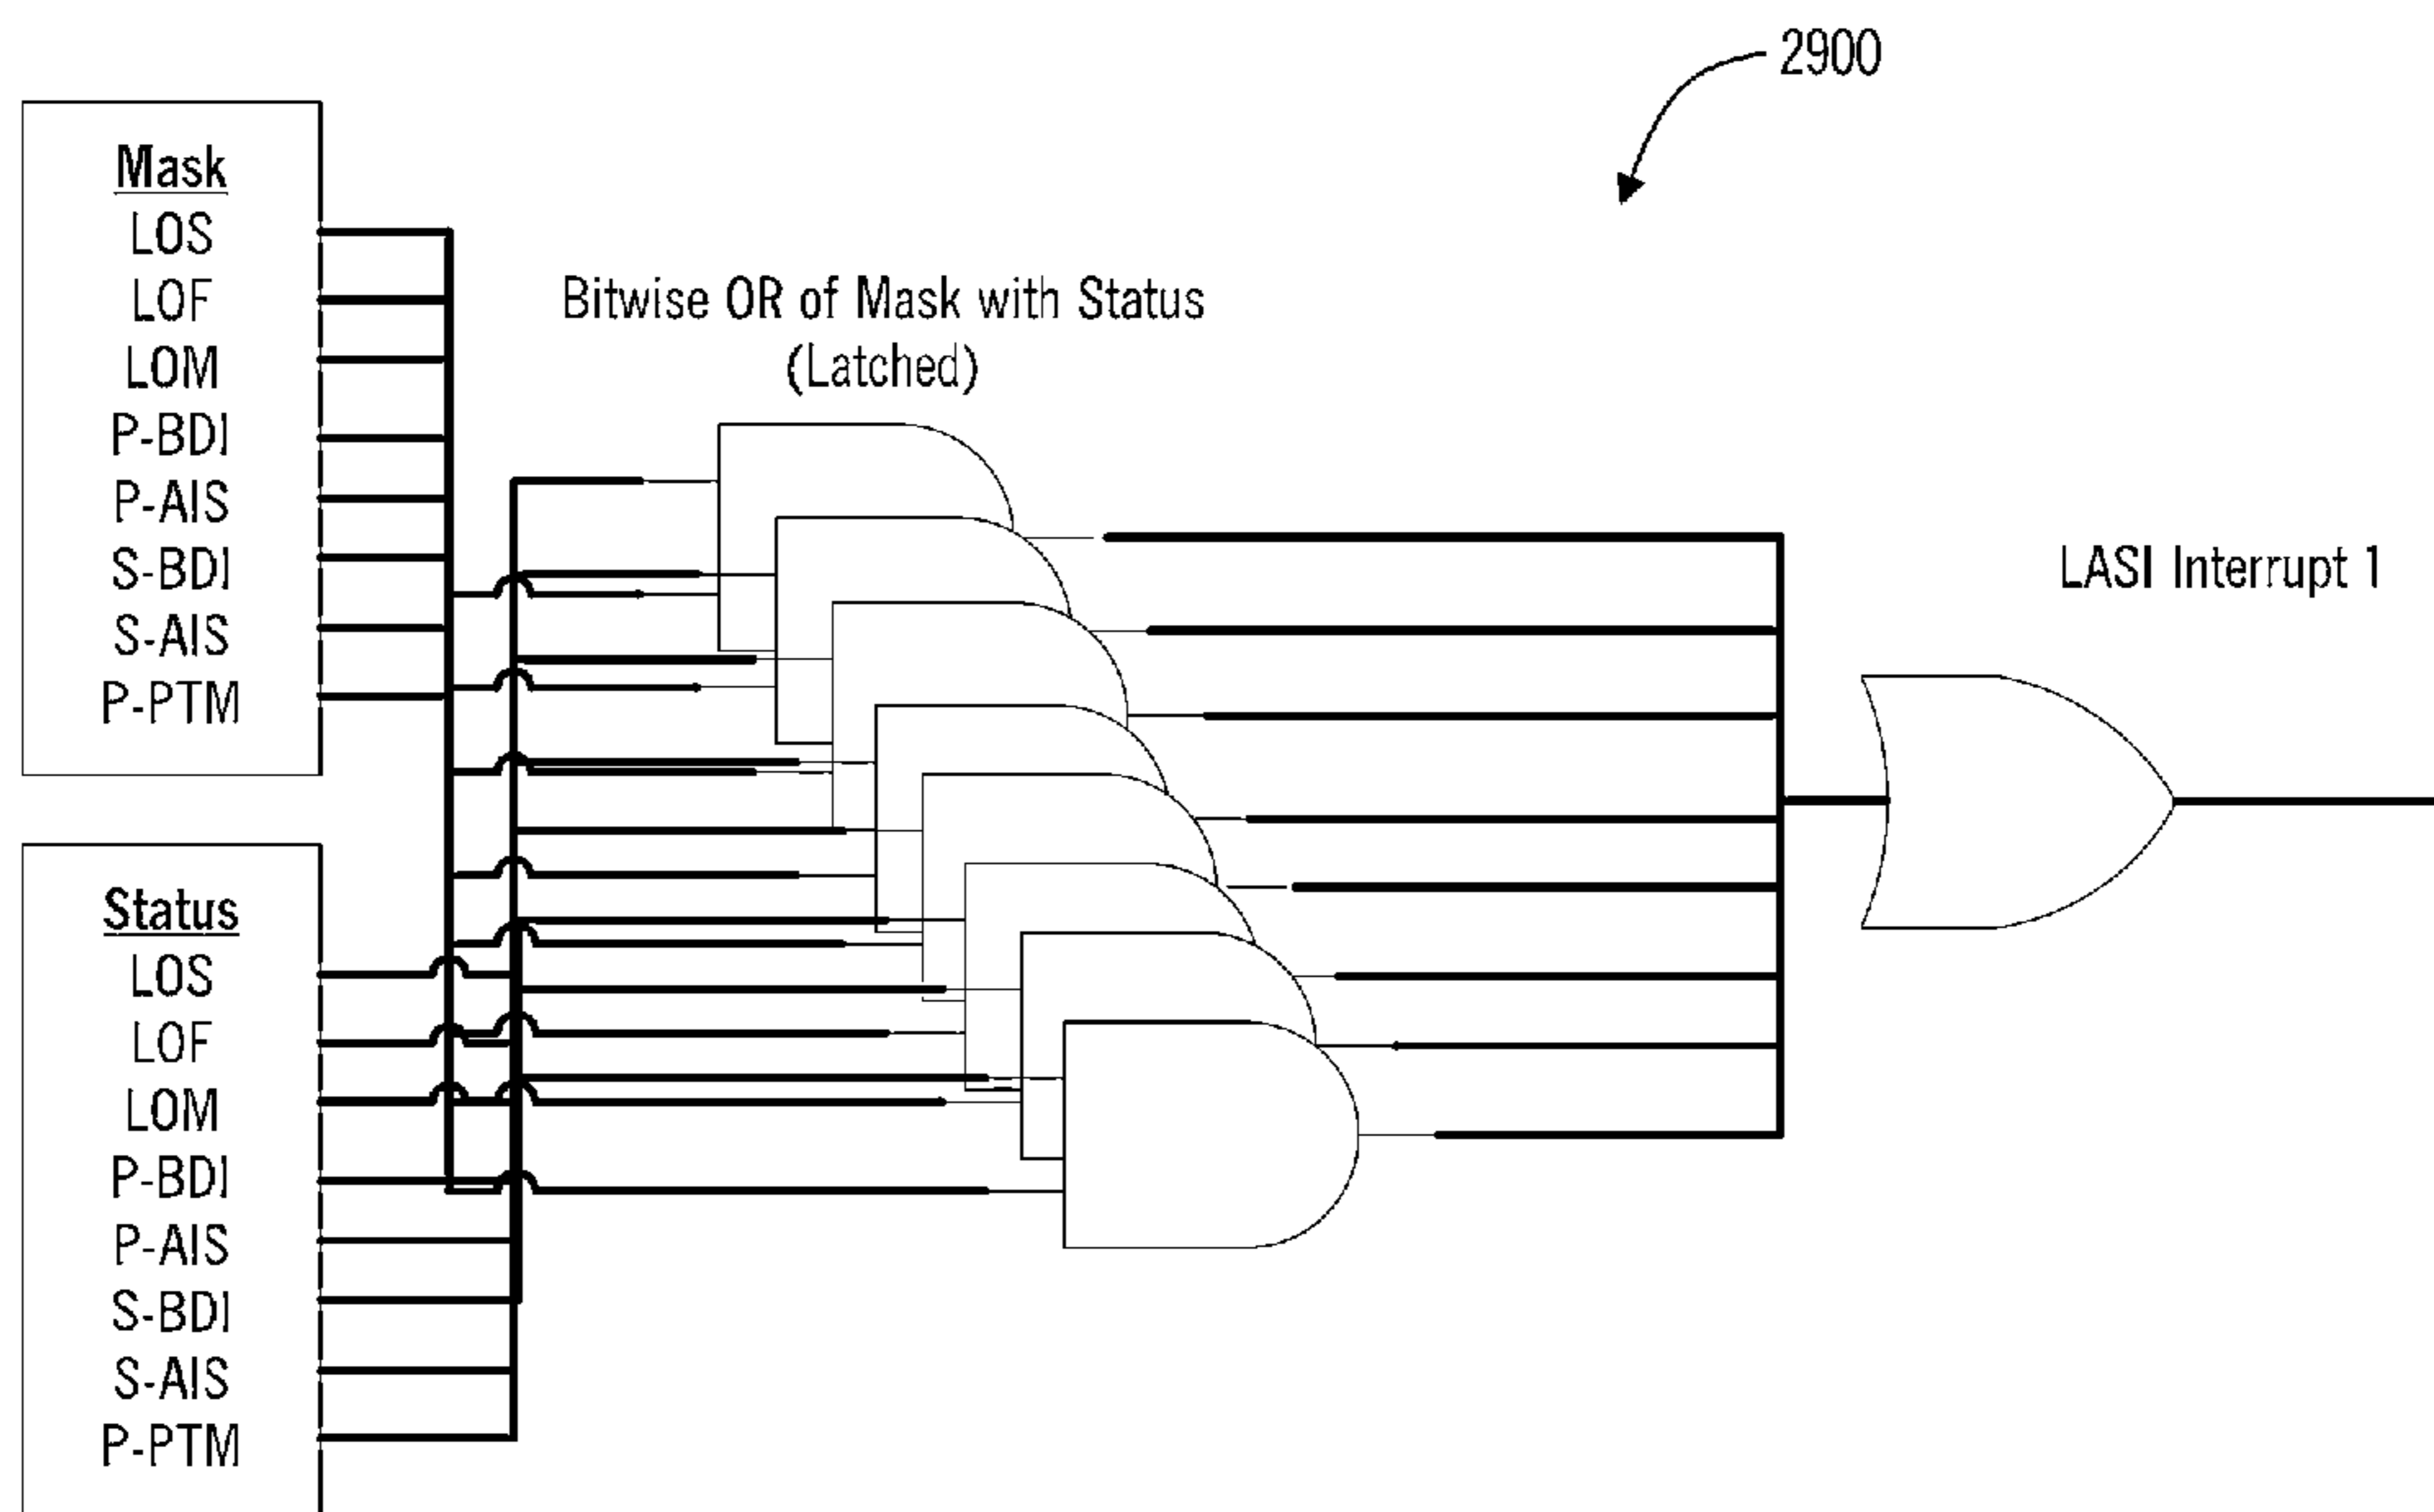 2900
Mask
LOS
LOF
LOM
P-BDI
P-AIS
S-BDI
S-AIS
P-PTM
Bitwise OR of Mask with Status
(Latched)
LASI Interrupt 1
Status
LOS
LOF
LOM
P-BDI
P-AIS
S-BDI
S-AIS
P-PTM